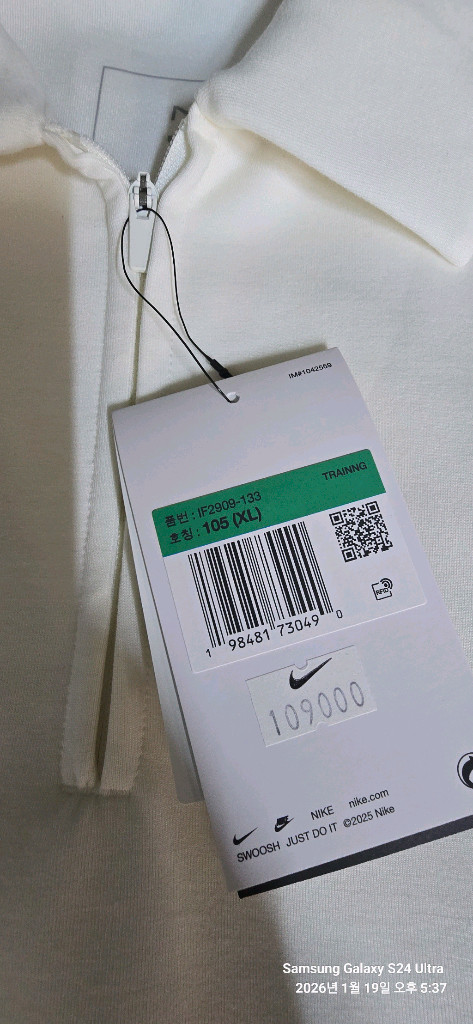 IM#1042569
TRAINNG
품번 : IF2909-133
호칭 : 105 (XL)
RFID
1 98481 73049 0
109000
NIKE nike.com
SWOOSH JUST DO IT ©2025 Nike
Samsung Galaxy S24 Ultra
2026년 1월 19일 오후 5:37